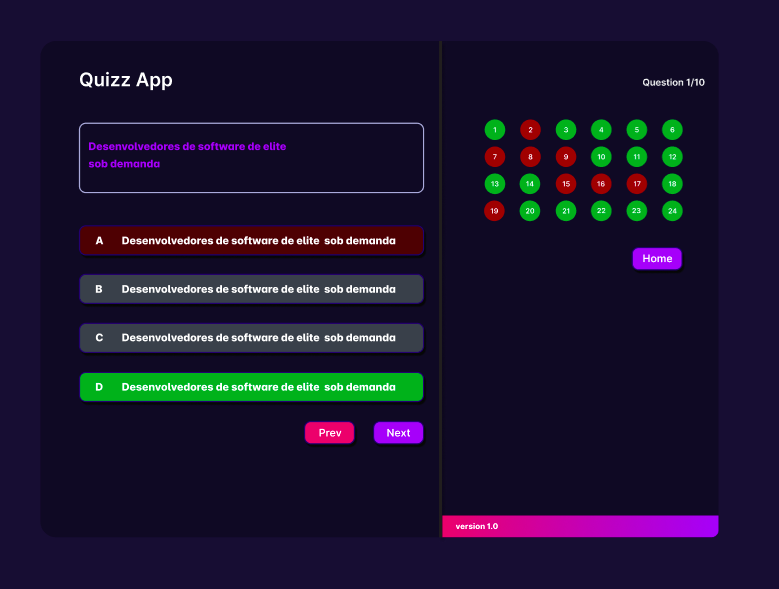 Quizz App
Desenvolvedores de software de elite
sob demanda
A Desenvolvedores de software de elite sob demanda
B Desenvolvedores de software de elite sob demanda
C Desenvolvedores de software de elite sob demanda
D Desenvolvedores de software de elite sob demanda
Prev Next
Question 1/10
1 2 3 4 5 6
7 8 9 10 11 12
13 14 15 16 17 18
19 20 21 22 23 24
Home
version 1.0